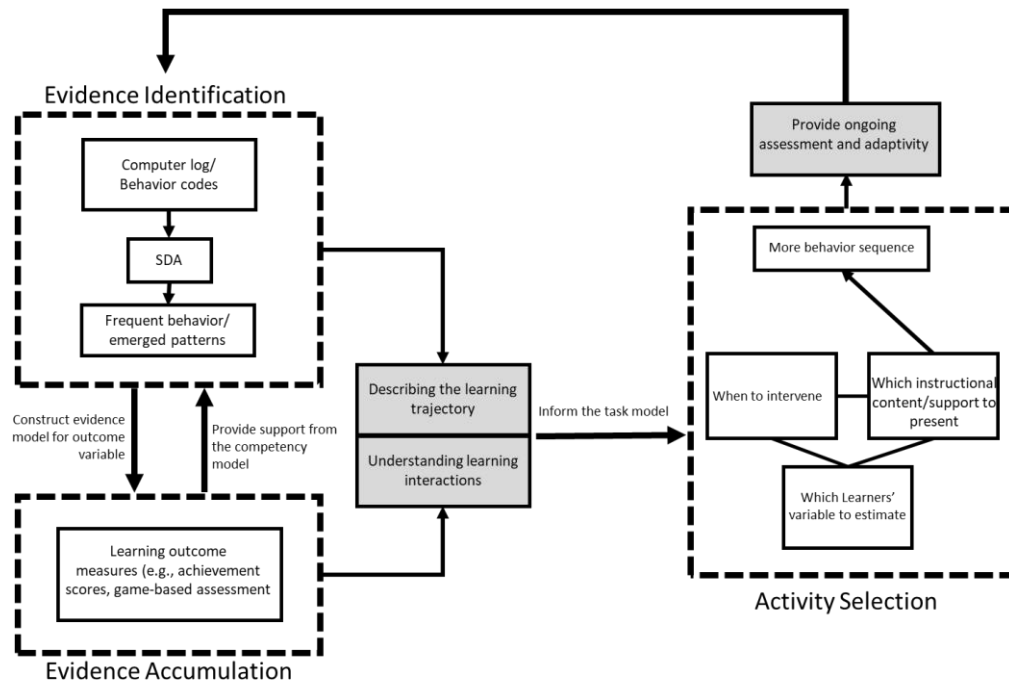 Evidence Identification
Computer log/
Behavior codes
SDA
Frequent behavior/
emerged patterns
Construct evidence
model for outcome
variable
Provide support from
the competency
model
Learning outcome
measures (e.g., achievement
scores, game-based assessment
Evidence Accumulation
Describing the learning
trajectory
Understanding learning
interactions
Inform the task model
Provide ongoing
assessment and adaptivity
More behavior sequence
When to intervene
Which instructional
content/support to
present
Which Learners'
variable to estimate
Activity Selection